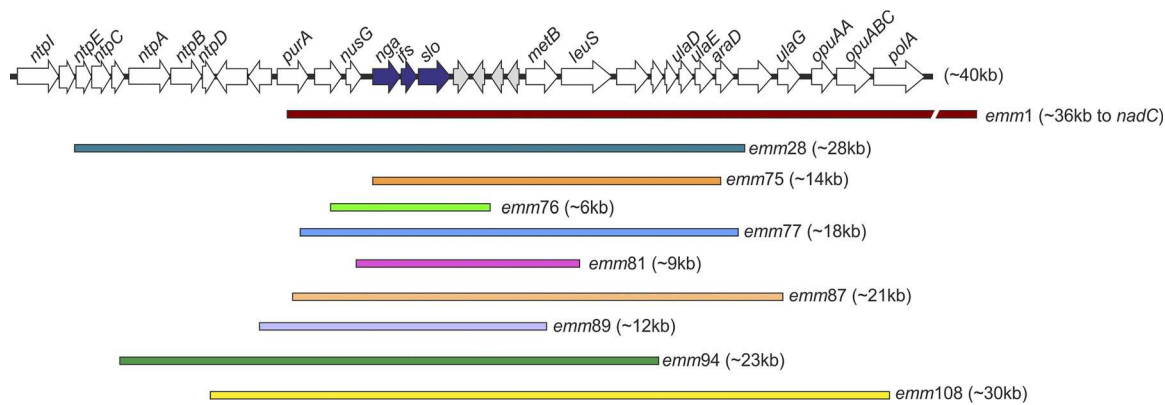 ntpI ntpE ntpC ntpA ntpB ntpD purA nusG nga ifs slo metB leuS ulaD ulaE araD ulaG opuAA opuABC polA
(~40kb)
emm1 (~36kb to nadC)
emm28 (~28kb)
emm75 (~14kb)
emm76 (~6kb)
emm77 (~18kb)
emm81 (~9kb)
emm87 (~21kb)
emm89 (~12kb)
emm94 (~23kb)
emm108 (~30kb)